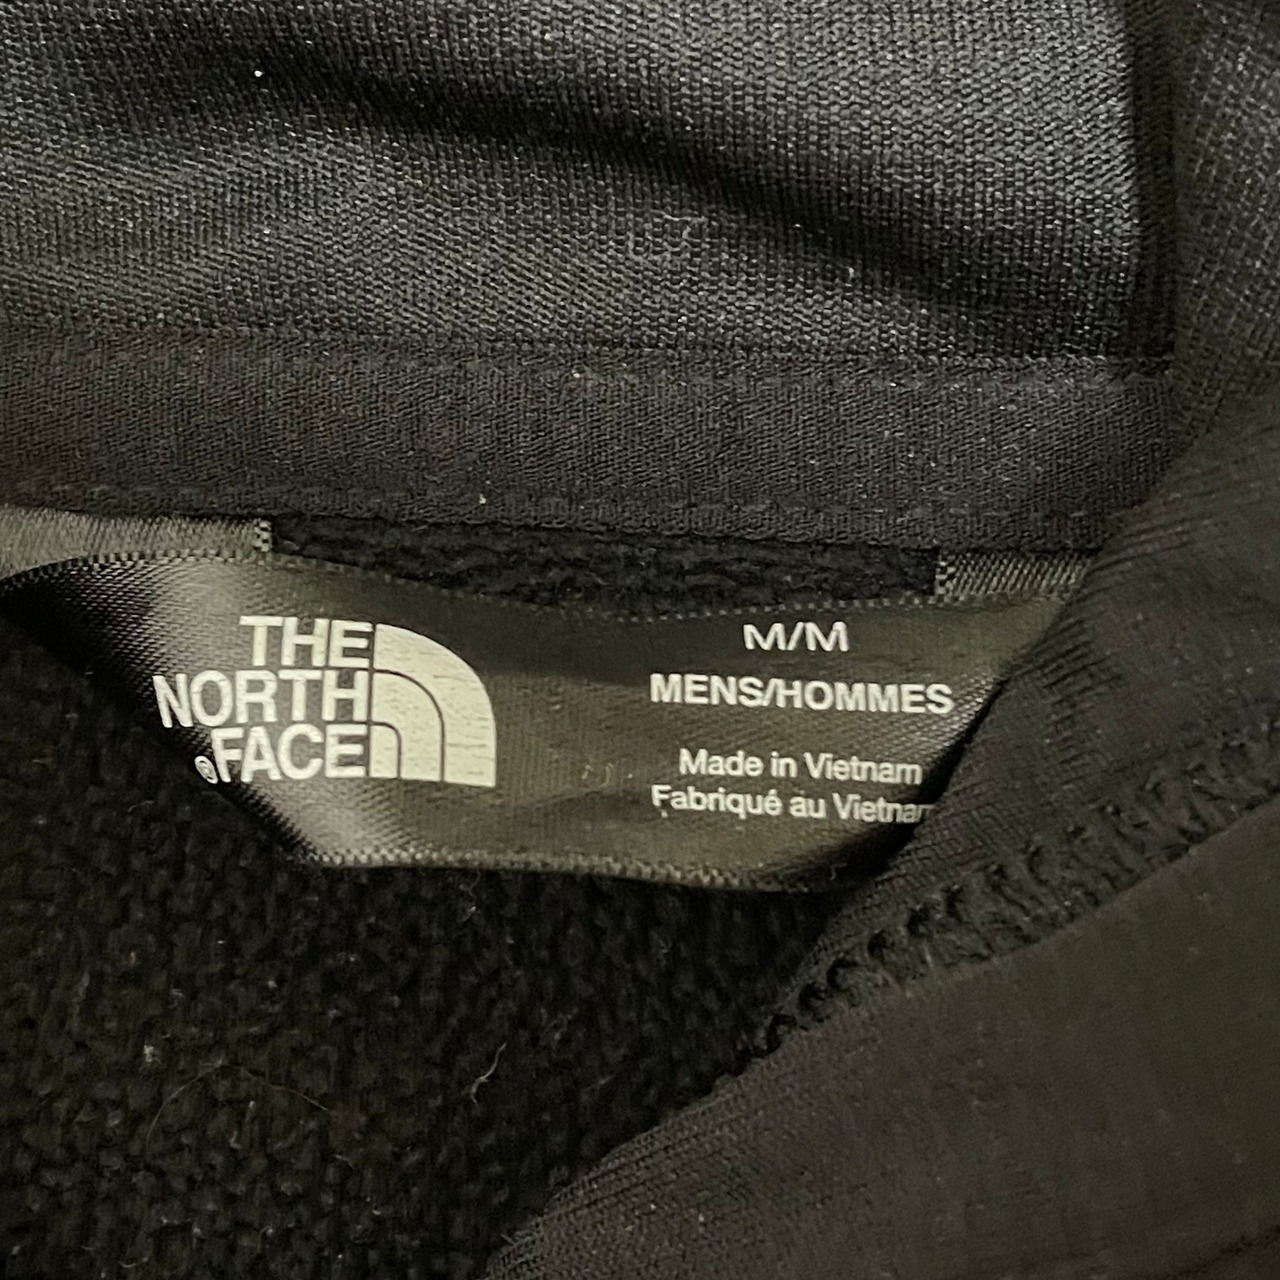 THE
NORTH
FACE
®
M/M
MENS/HOMMES
Made in Vietnam
Fabriqué au Vietnam